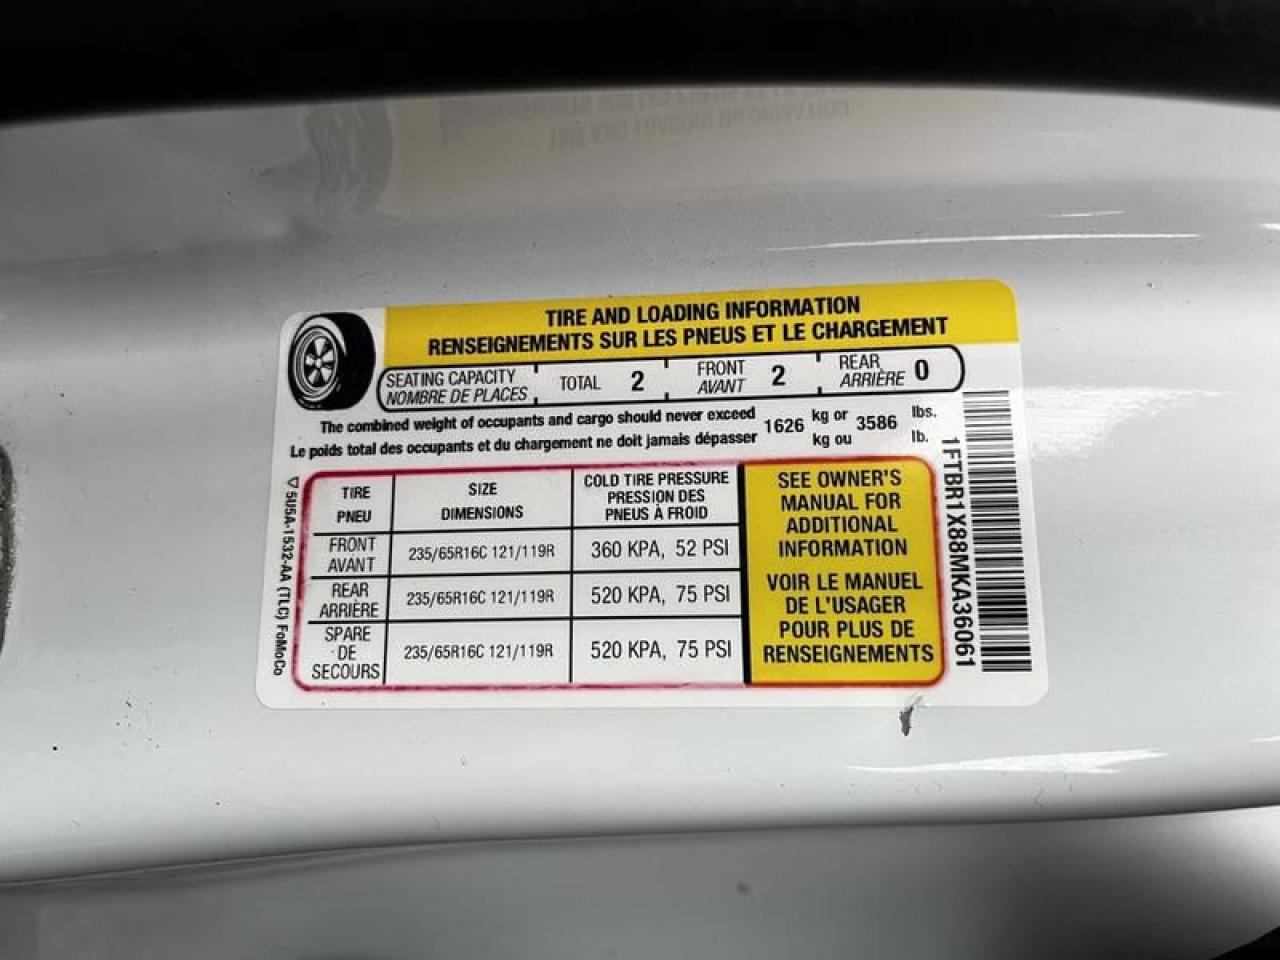 TIRE AND LOADING INFORMATION
RENSEIGNEMENTS SUR LES PNEUS ET LE CHARGEMENT
SEATING CAPACITY
NOMBRE DE PLACES
TOTAL 2
FRONT
AVANT 2
REAR
ARRIÈRE 0
The combined weight of occupants and cargo should never exceed 1626 kg or 3586 lbs.
Le poids total des occupants et du chargement ne doit jamais dépasser kg ou lb.
TIRE
PNEU
SIZE
DIMENSIONS
COLD TIRE PRESSURE
PRESSION DES
PNEUS À FROID
FRONT
AVANT
235/65R16C 121/119R
360 KPA, 52 PSI
REAR
ARRIÈRE
235/65R16C 121/119R
520 KPA, 75 PSI
SPARE
DE
SECOURS
235/65R16C 121/119R
520 KPA, 75 PSI
SEE OWNER'S
MANUAL FOR
ADDITIONAL
INFORMATION
VOIR LE MANUEL
DE L'USAGER
POUR PLUS DE
RENSEIGNEMENTS
5U5A-1532-AA (TLC) FoMoCo
1FTBR1X88MKA36061